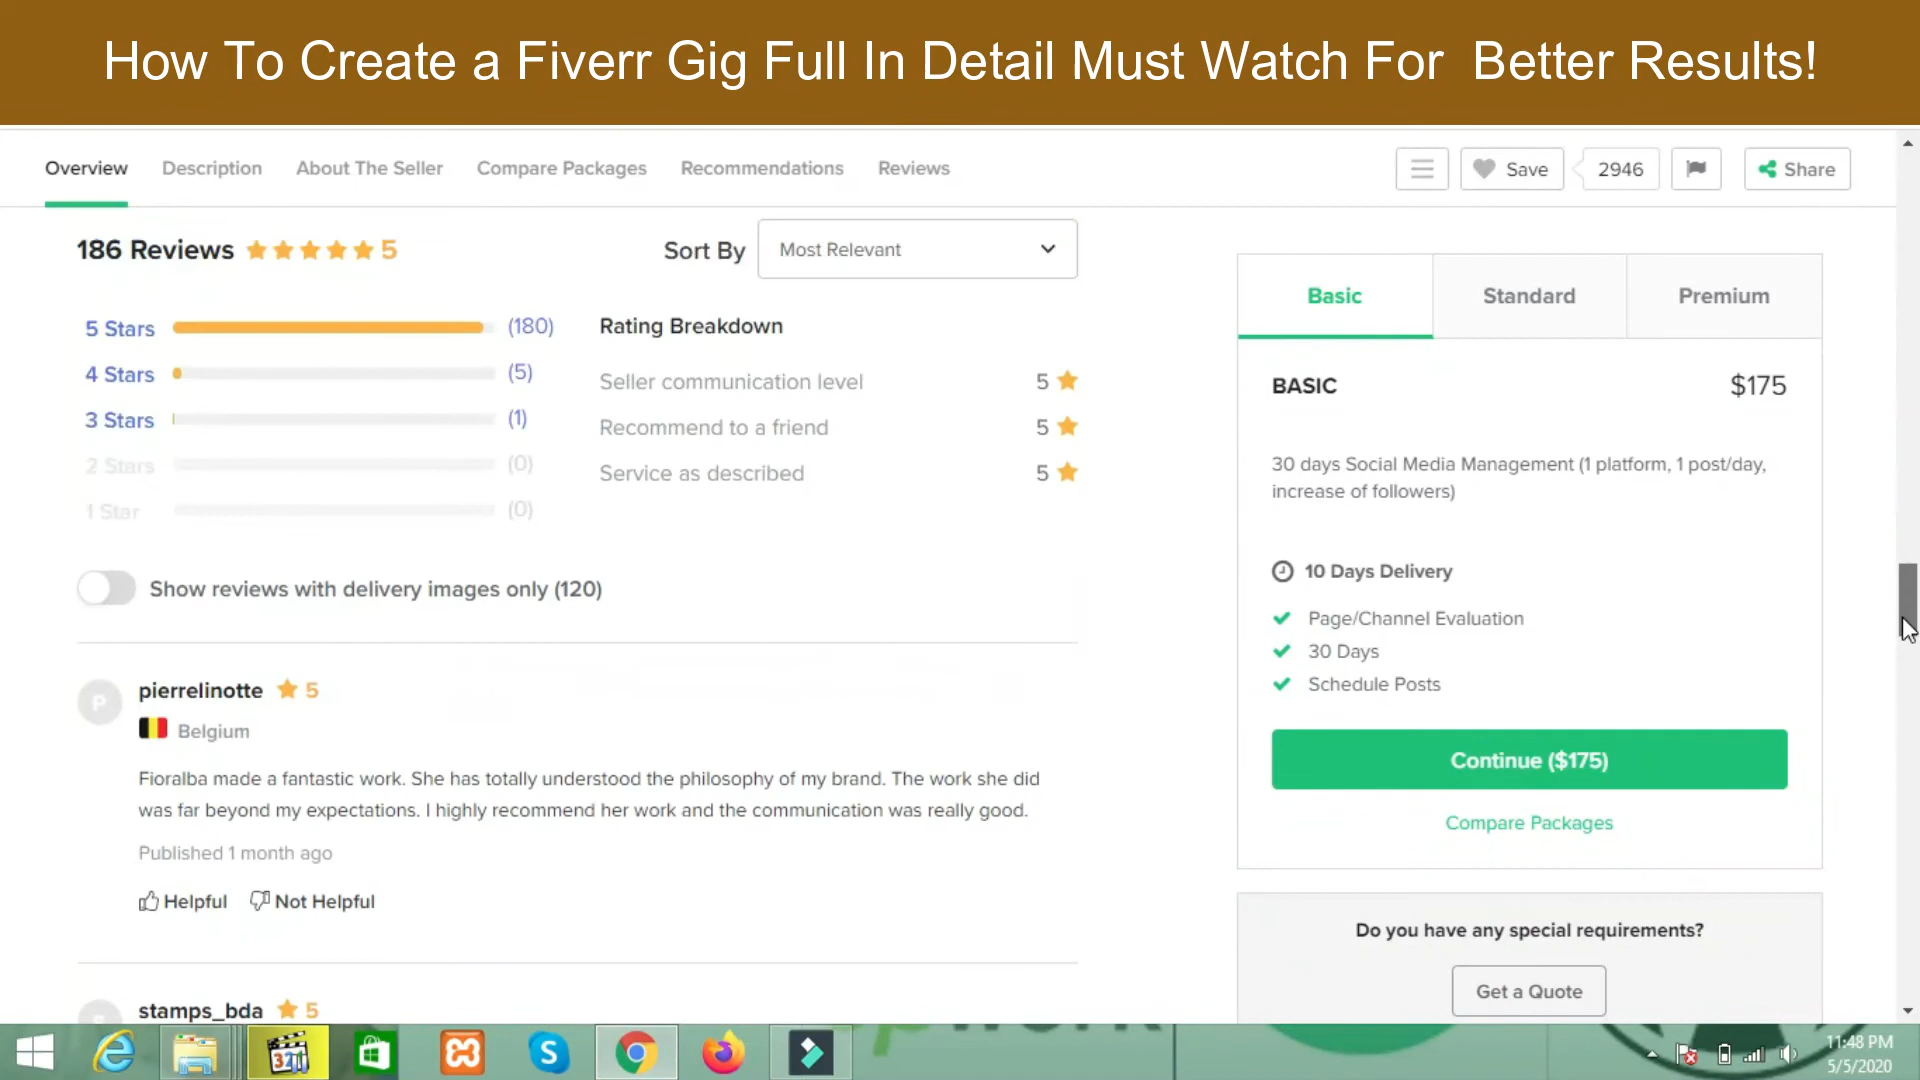 How To Create a Fiverr Gig Full In Detail Must Watch For Better Results!
Overview Description About The Seller Compare Packages Recommendations Reviews Save 2946 Share
186 Reviews 5 Sort By Most Relevant
5 Stars (180)
4 Stars (5)
3 Stars (1)
2 Stars (0)
1 Star (0)
Rating Breakdown
Seller communication level 5
Recommend to a friend 5
Service as described 5
Show reviews with delivery images only (120)
P
pierrelinotte 5
Belgium
Fioralba made a fantastic work. She has totally understood the philosophy of my brand. The work she did
was far beyond my expectations. I highly recommend her work and the communication was really good.
Published 1 month ago
Helpful Not Helpful
stamps_bda 5
Basic Standard Premium
BASIC $175
30 days Social Media Management (1 platform, 1 post/day,
increase of followers)
10 Days Delivery
Page/Channel Evaluation
30 Days
Schedule Posts
Continue ($175)
Compare Packages
Do you have any special requirements?
Get a Quote
321
S
11:48 PM
5/5/2020